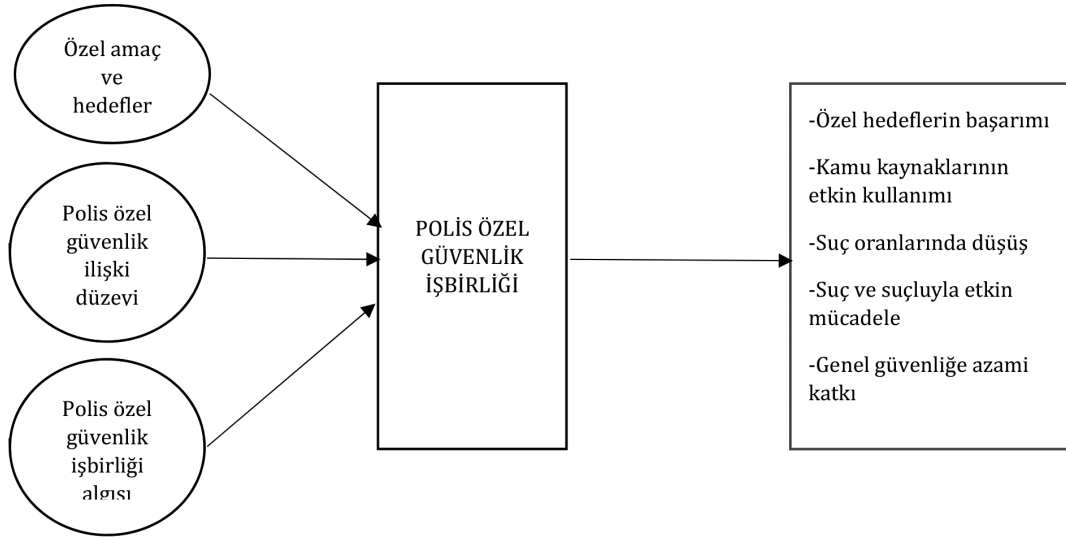 Özel amaç
ve
hedefler
Polis özel
güvenlik
ilişki
düzevi
Polis özel
güvenlik
işbirliği
algısı
POLİS ÖZEL
GÜVENLİK
İŞBİRLİĞİ
-Özel hedeflerin başarımı
-Kamu kaynaklarının
etkin kullanımı
-Suç oranlarında düşüş
-Suç ve suçluyla etkin
mücadele
-Genel güvenliğe azami
katkı